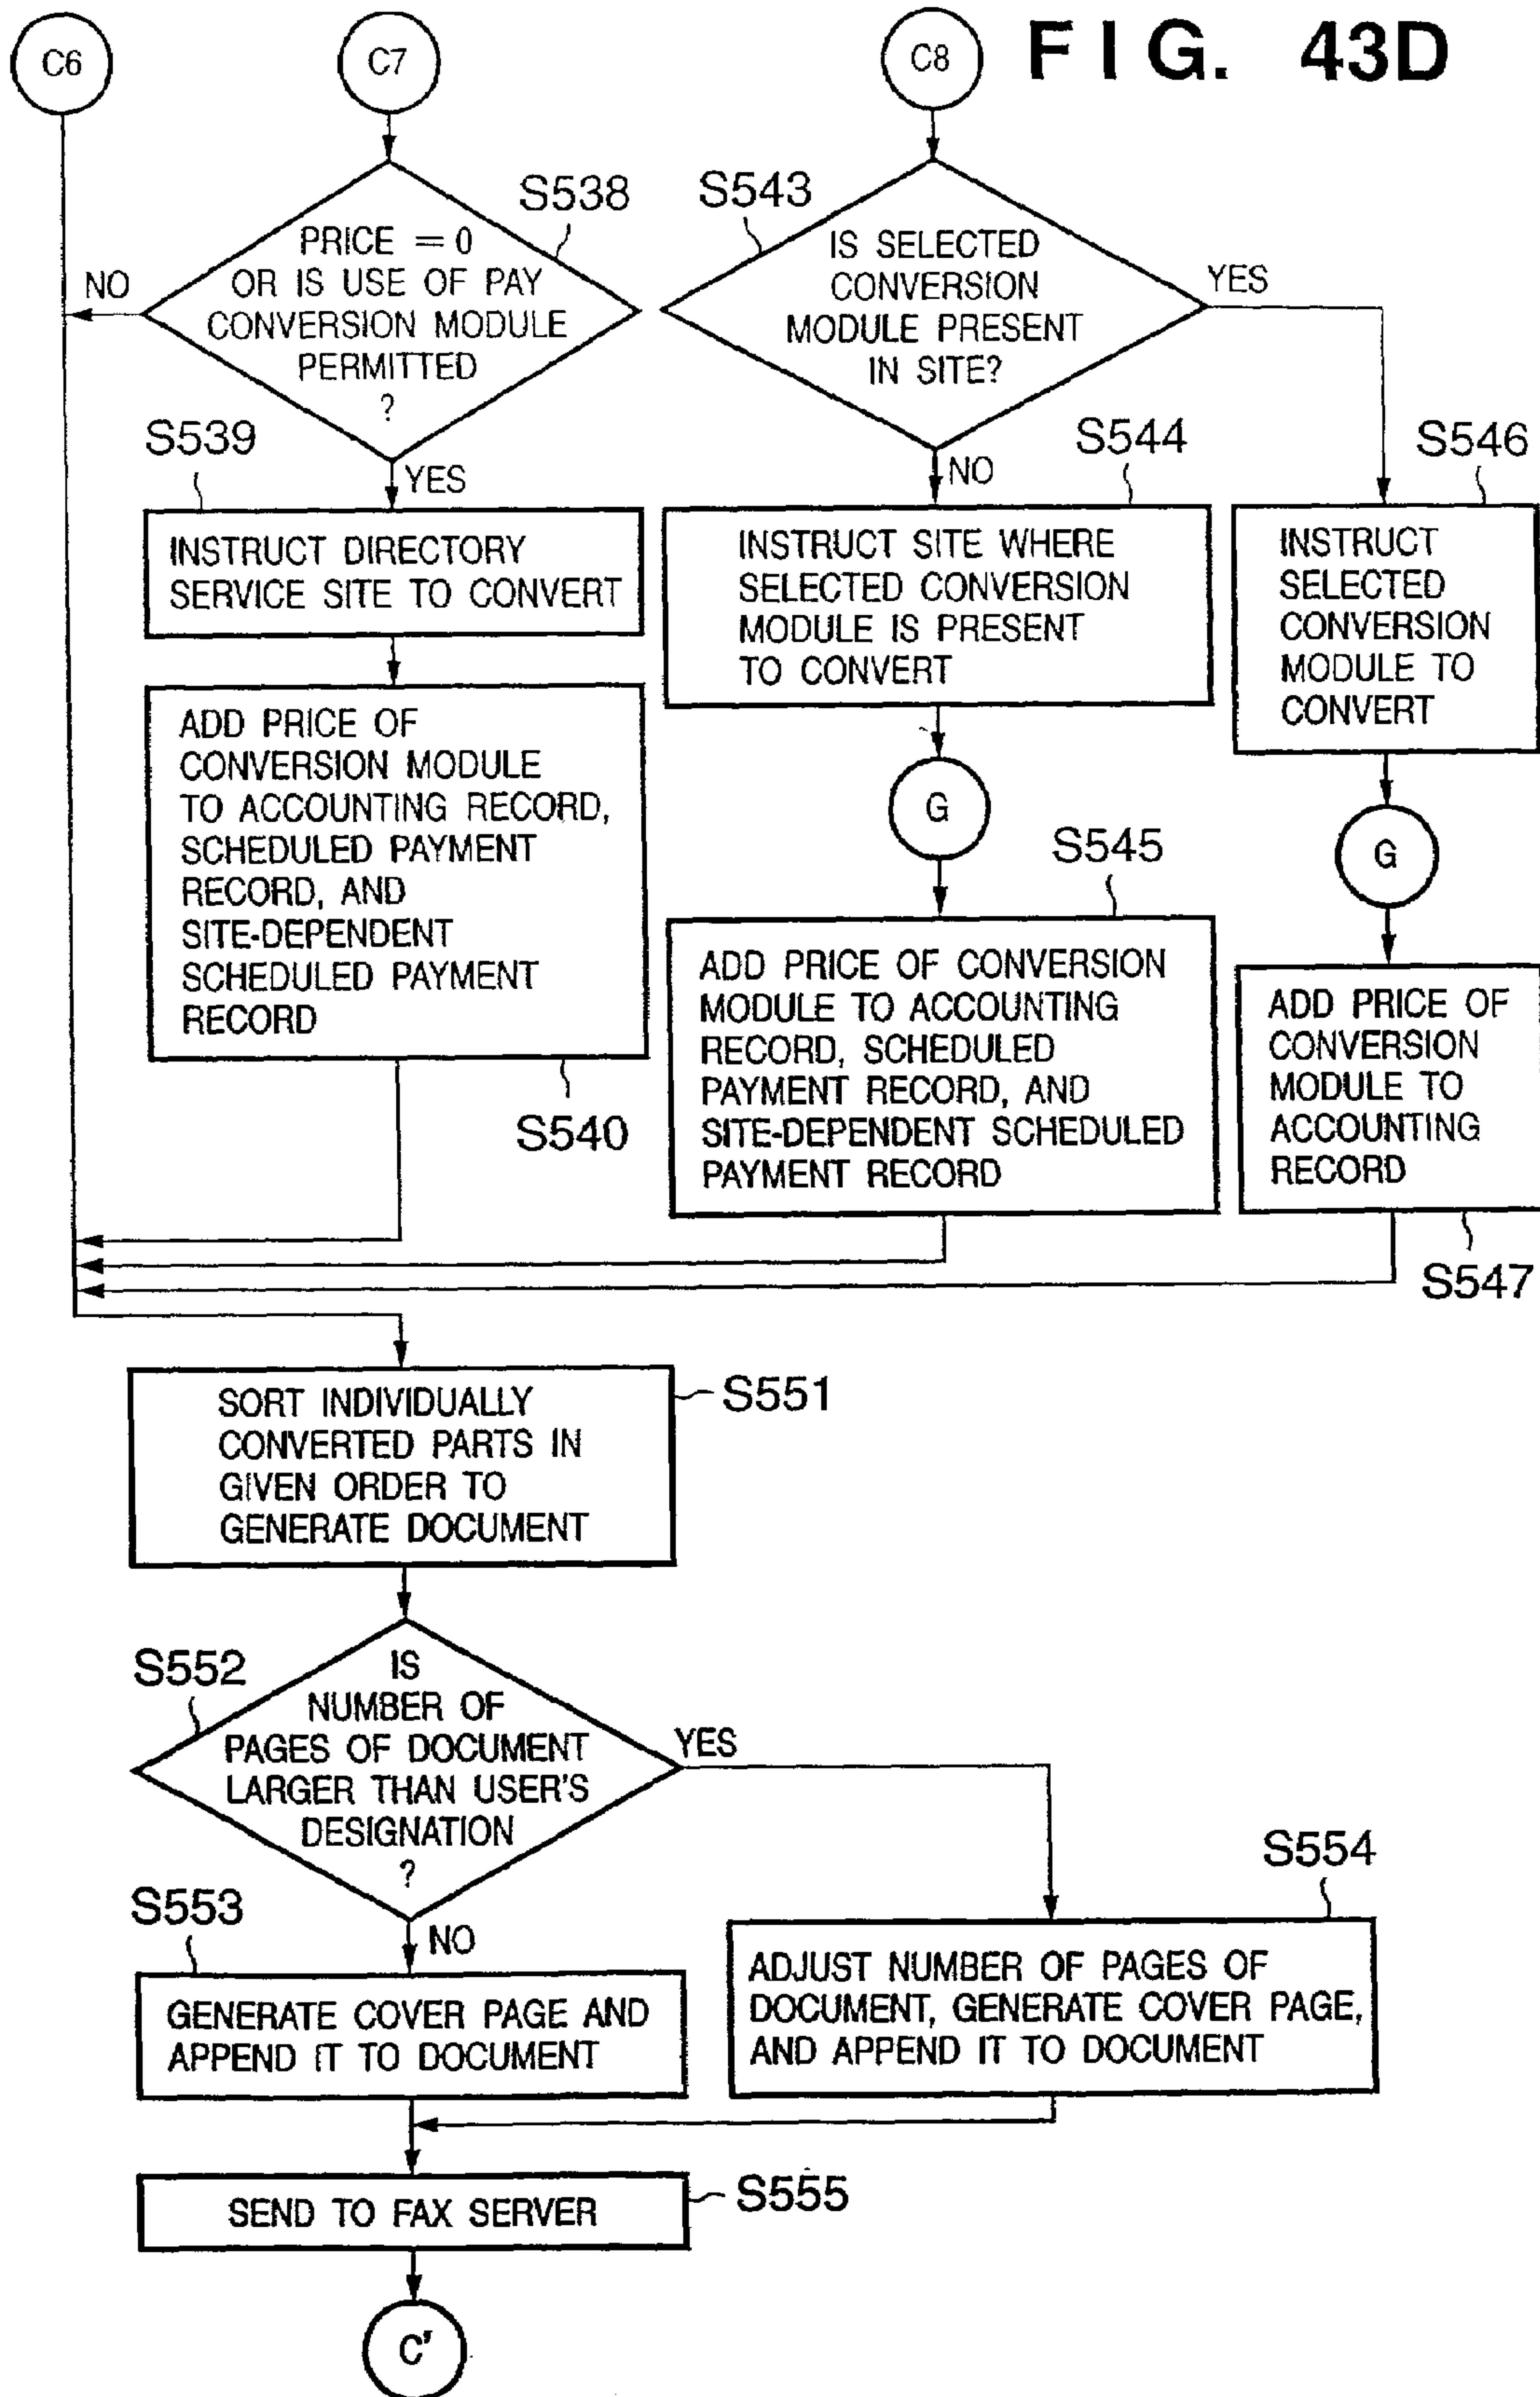 FIG. 43D
C6
C7
C8
S538
PRICE = 0
OR IS USE OF PAY
CONVERSION MODULE
PERMITTED
?
NO
YES
S543
IS SELECTED
CONVERSION
MODULE PRESENT
IN SITE?
YES
NO
S539
INSTRUCT DIRECTORY
SERVICE SITE TO CONVERT
S544
INSTRUCT SITE WHERE
SELECTED CONVERSION
MODULE IS PRESENT
TO CONVERT
S546
INSTRUCT
SELECTED
CONVERSION
MODULE TO
CONVERT
ADD PRICE OF
CONVERSION MODULE
TO ACCOUNTING RECORD,
SCHEDULED PAYMENT
RECORD, AND
SITE-DEPENDENT
SCHEDULED PAYMENT
RECORD
S540
G
G
S545
ADD PRICE OF CONVERSION
MODULE TO ACCOUNTING
RECORD, SCHEDULED
PAYMENT RECORD, AND
SITE-DEPENDENT SCHEDULED
PAYMENT RECORD
ADD PRICE OF
CONVERSION
MODULE TO
ACCOUNTING
RECORD
S547
SORT INDIVIDUALLY
CONVERTED PARTS IN
GIVEN ORDER TO
GENERATE DOCUMENT
S551
S552
IS
NUMBER OF
PAGES OF DOCUMENT
LARGER THAN USER'S
DESIGNATION
?
YES
NO
S553
GENERATE COVER PAGE AND
APPEND IT TO DOCUMENT
S554
ADJUST NUMBER OF PAGES OF
DOCUMENT, GENERATE COVER PAGE,
AND APPEND IT TO DOCUMENT
SEND TO FAX SERVER
S555
C'